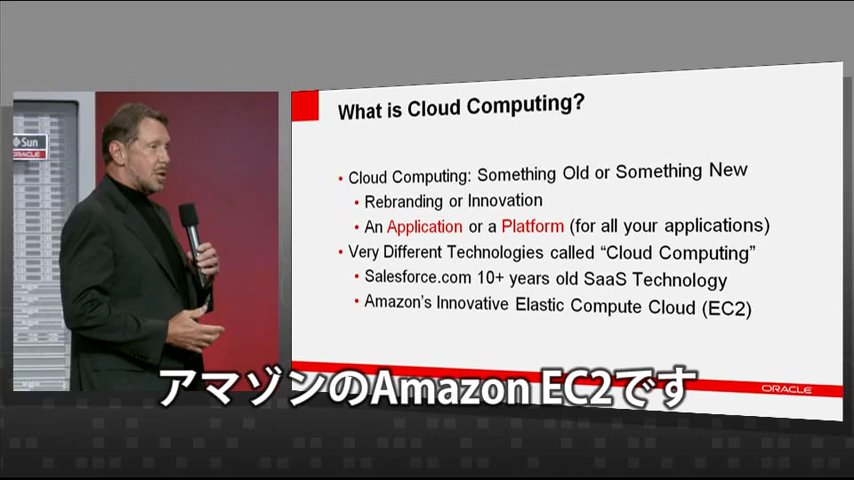 Sun
ORACLE
What is Cloud Computing?
• Cloud Computing: Something Old or Something New
• Rebranding or Innovation
• An Application or a Platform (for all your applications)
• Very Different Technologies called “Cloud Computing”
• Salesforce.com 10+ years old SaaS Technology
• Amazon’s Innovative Elastic Compute Cloud (EC2)
ORACLE
アマゾンのAmazon EC2です